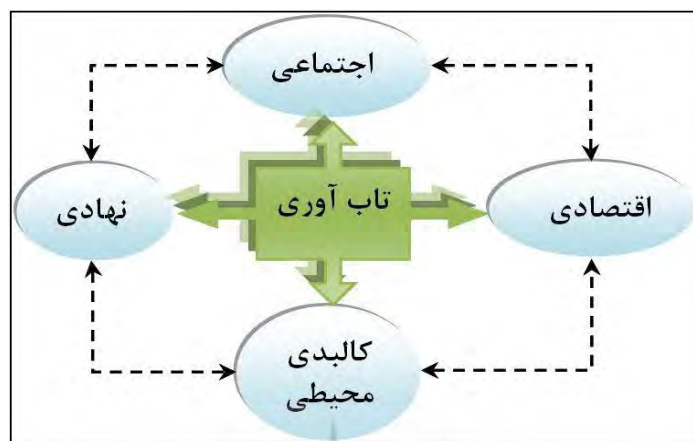 اجتماعی
اقتصادی
تاب آوری
نهادی
کالبدی
محیطی